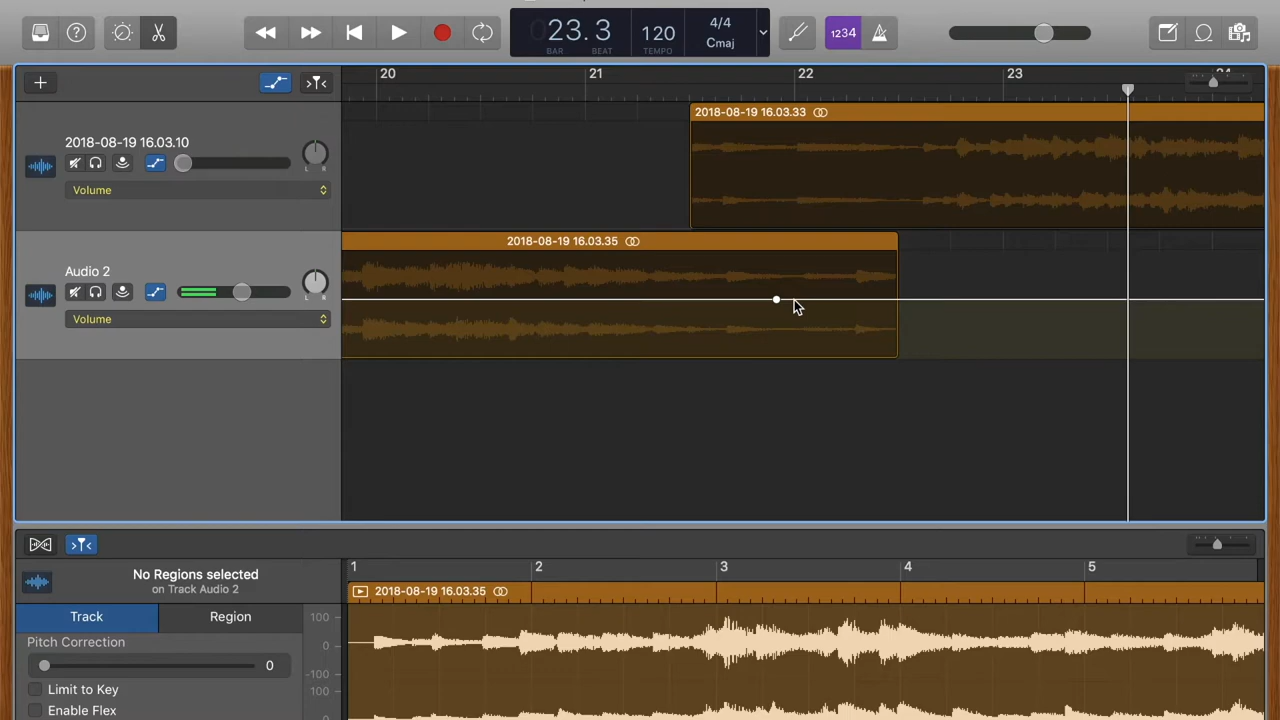 23.3
BAR BEAT
120
TEMPO
4/4
Cmaj
1234
20 21 22 23
2018-08-19 16.03.10
Volume
L R
2018-08-19 16.03.33
Audio 2
Volume
L R
2018-08-19 16.03.35
No Regions selected
on Track Audio 2
Track Region
Pitch Correction
0
Limit to Key
Enable Flex
1 2 3 4 5
2018-08-19 16.03.35
100
0
-100
100